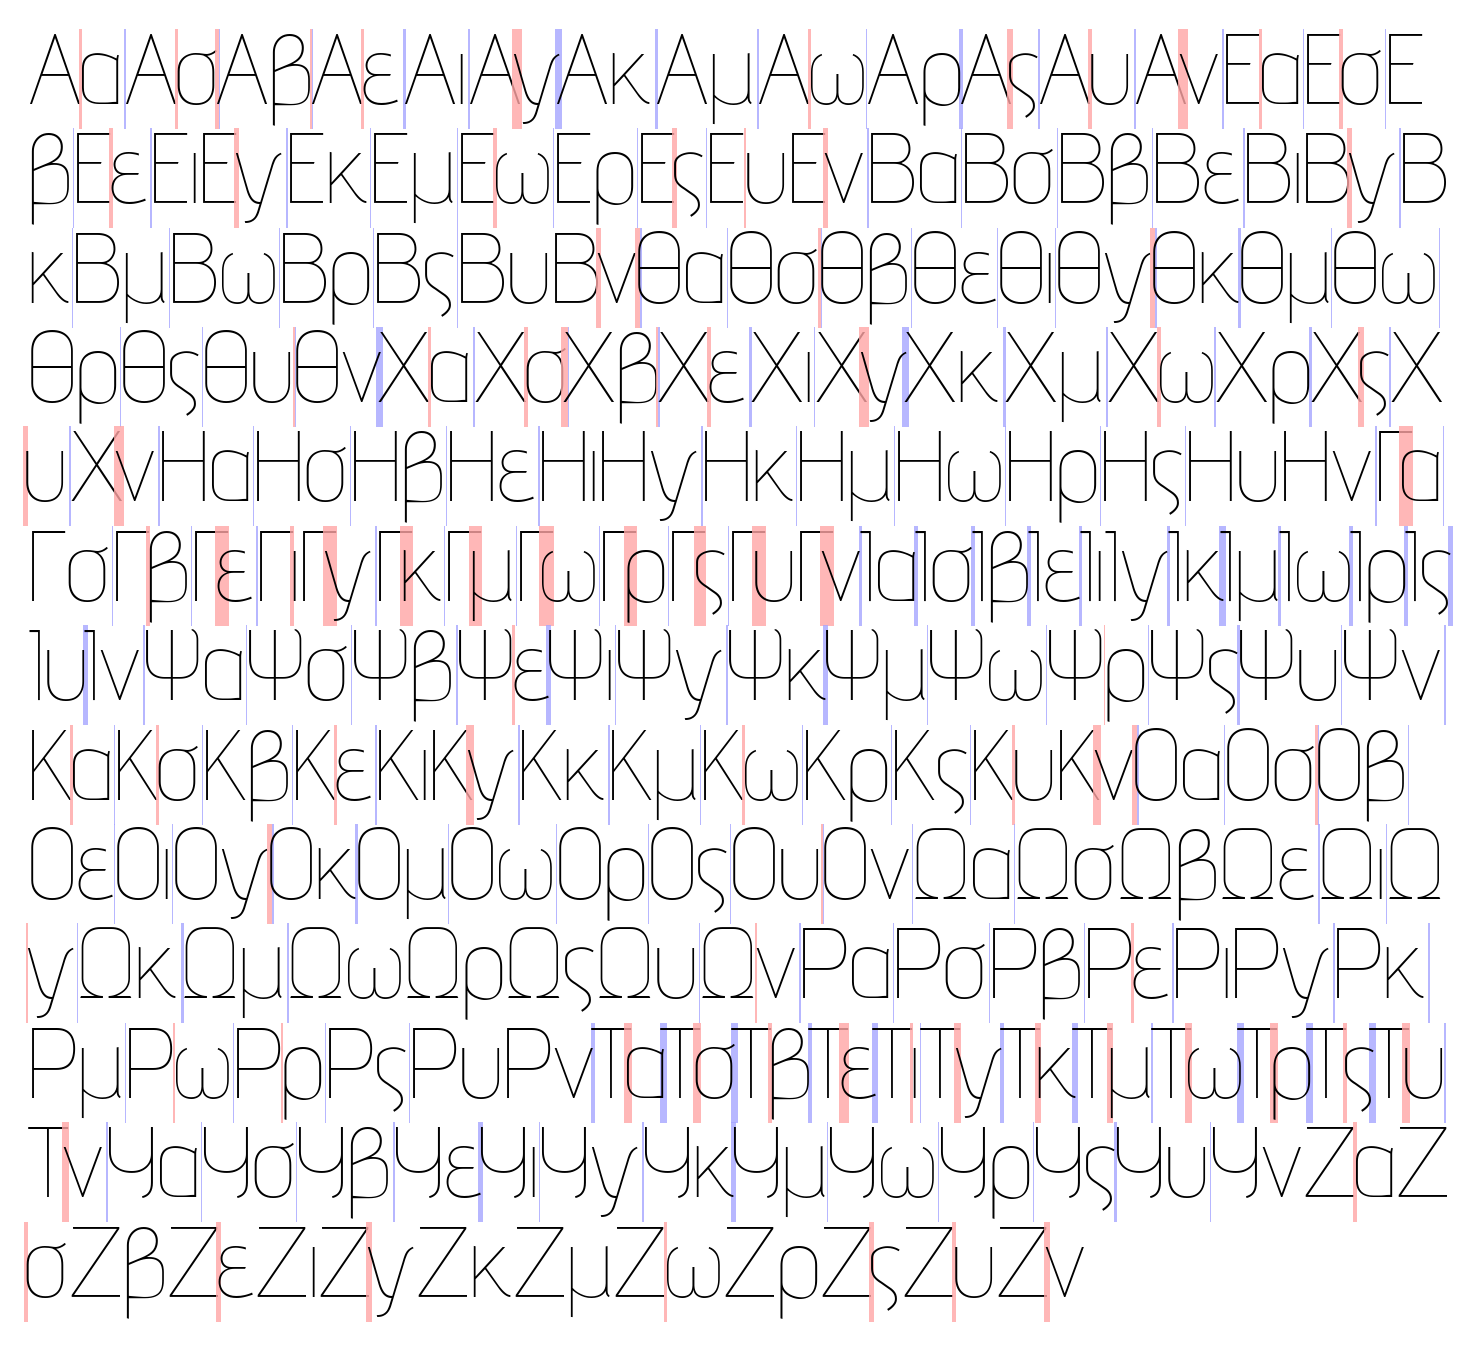 ΑαΑσΑβΑεΑιΑγΑκΑμΑωΑρΑςΑυΑνΕαΕσΕ
βΕεΕιΕγΕκΕμΕωΕρΕςΕυΕνΒαΒσΒβΒεΒιΒγΒ
κΒμΒωΒρΒςΒυΒνΘαΘσΘβΘεΘιΘγΘκΘμΘω
ΘρΘςΘυΘνΧαΧσΧβΧεΧιΧγΧκΧμΧωΧρΧςΧ
υΧνΗαΗσΗβΗεΗιΗγΗκΗμΗωΗρΗςΗυΗνΓα
ΓσΓβΓεΓιΓγΓκΓμΓωΓρΓςΓυΓνΙαΙσΙβΙεΙιΙγΙκΙμΙωΙρΙς
ΙυΙνΨαΨσΨβΨεΨιΨγΨκΨμΨωΨρΨςΨυΨν
ΚαΚσΚβΚεΚιΚγΚκΚμΚωΚρΚςΚυΚνΟαΟσΟβ
ΟεΟιΟγΟκΟμΟωΟρΟςΟυΟνΩαΩσΩβΩεΩιΩ
γΩκΩμΩωΩρΩςΩυΩνΡαΡσΡβΡεΡιΡγΡκ
ΡμΡωΡρΡςΡυΡνΤαΤσΤβΤεΤιΤγΤκΤμΤωΤρΤςΤυ
ΤνΥαΥσΥβΥεΥιΥγΥκΥμΥωΥρΥςΥυΥνΖαΖ
σΖβΖεΖιΖγΖκΖμΖωΖρΖςΖυΖν